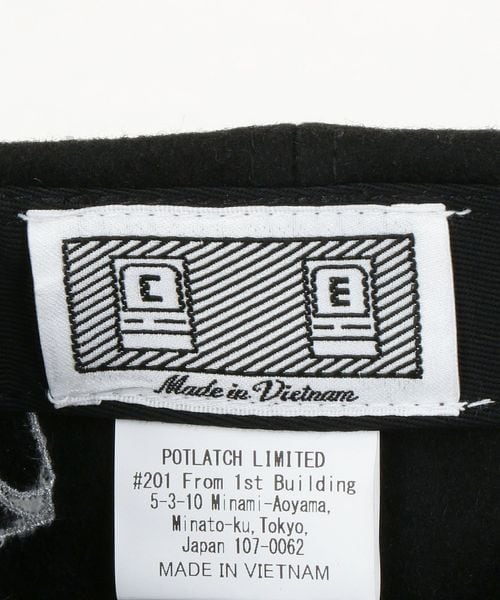 C E
Made in Vietnam
POTLATCH LIMITED
#201 From 1st Building
5-3-10 Minami-Aoyama,
Minato-ku,Tokyo,
Japan 107-0062
MADE IN VIETNAM